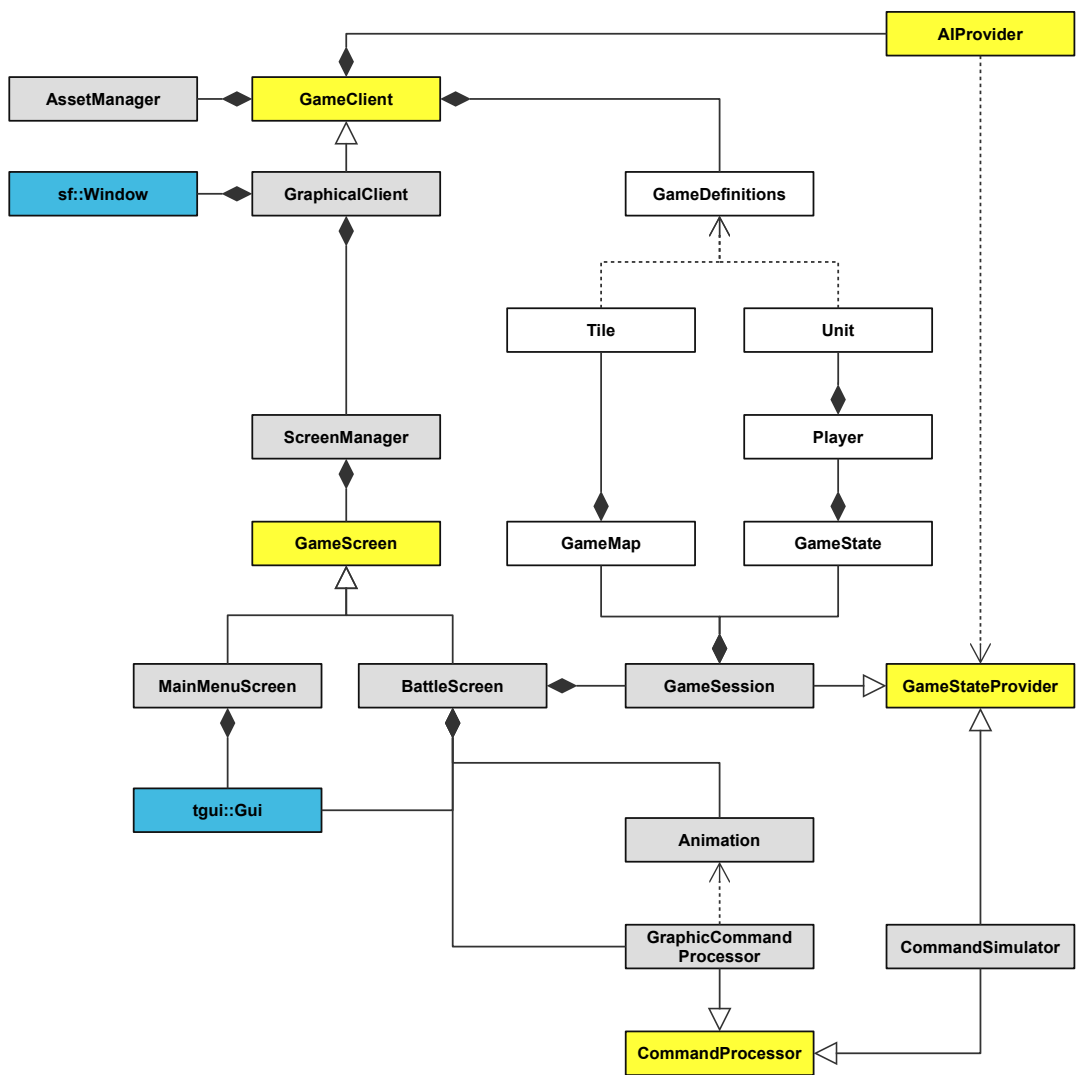 AIProvider
AssetManager
GameClient
sf::Window
GraphicalClient
GameDefinitions
Tile
Unit
ScreenManager
Player
GameScreen
GameMap
GameState
MainMenuScreen
BattleScreen
GameSession
GameStateProvider
tgui::Gui
Animation
GraphicCommand
Processor
CommandSimulator
CommandProcessor